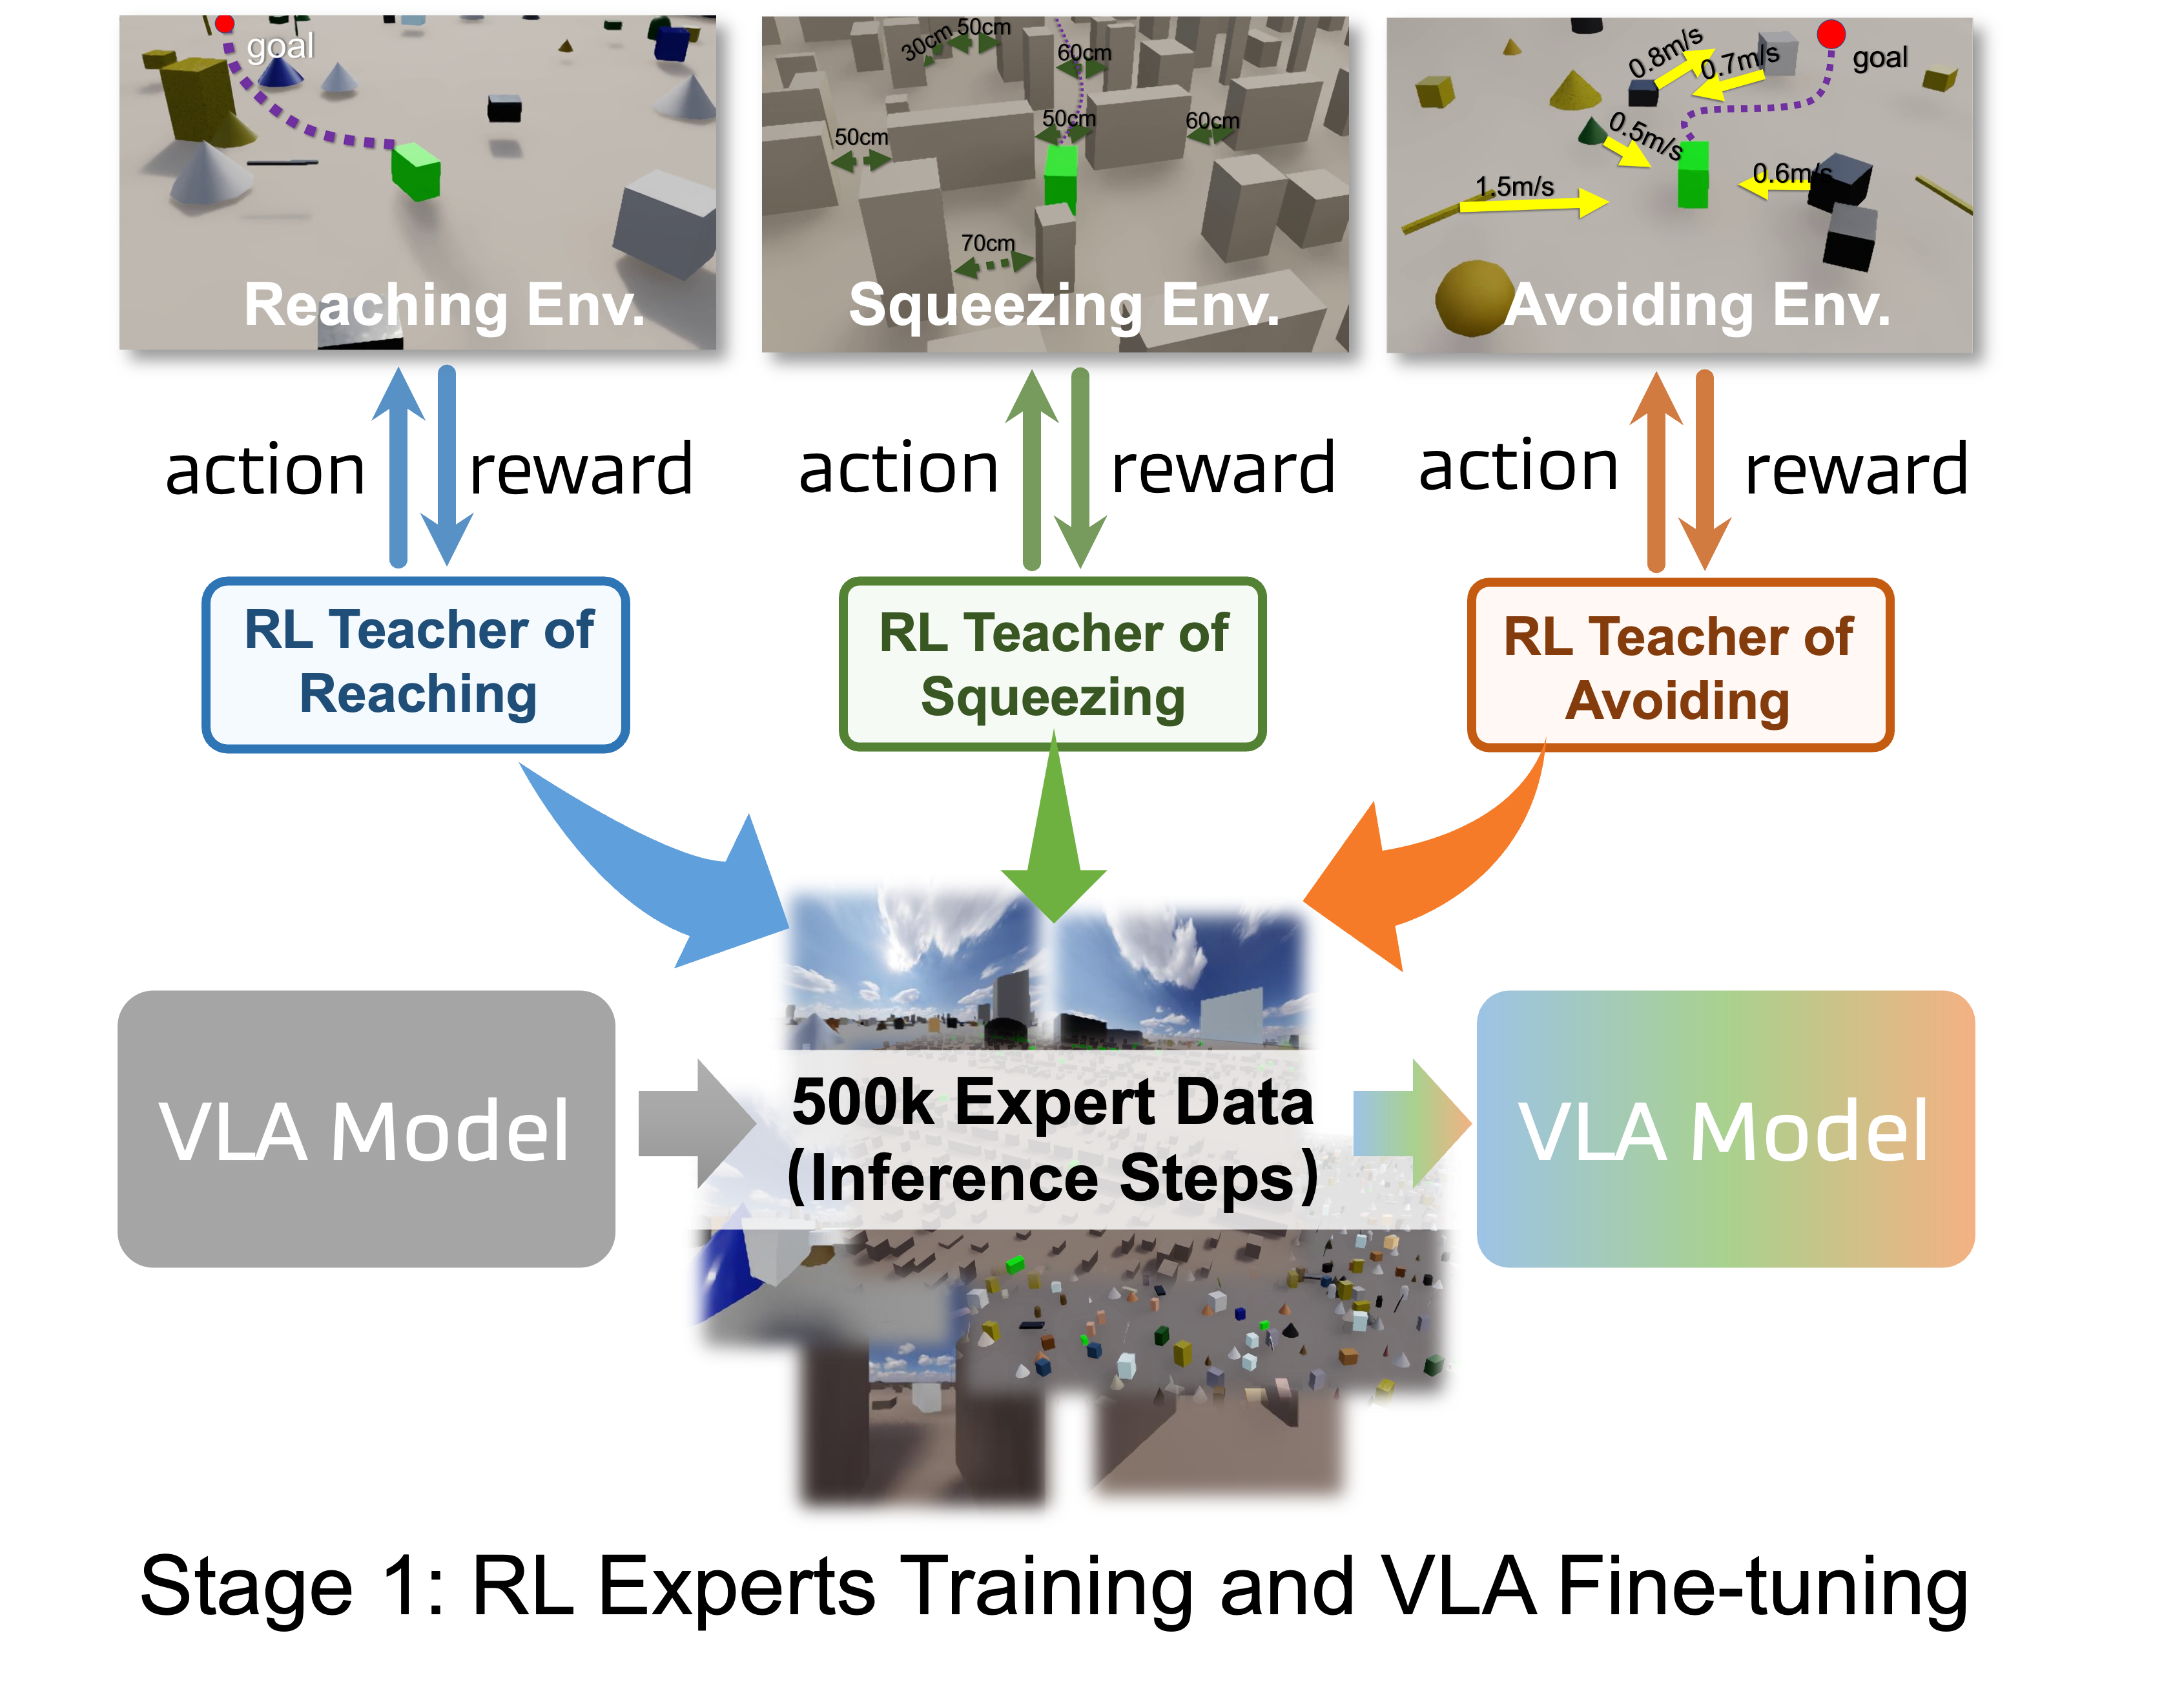 goal
Reaching Env.
30cm
50cm
60cm
50cm
50cm
60cm
70cm
Squeezing Env.
0.8m/s
0.7m/s
goal
0.5m/s
0.6m/s
1.5m/s
Avoiding Env.
action
reward
action
reward
action
reward
RL Teacher of
Reaching
RL Teacher of
Squeezing
RL Teacher of
Avoiding
VLA Model
500k Expert Data
(Inference Steps)
VLA Model
Stage 1: RL Experts Training and VLA Fine-tuning